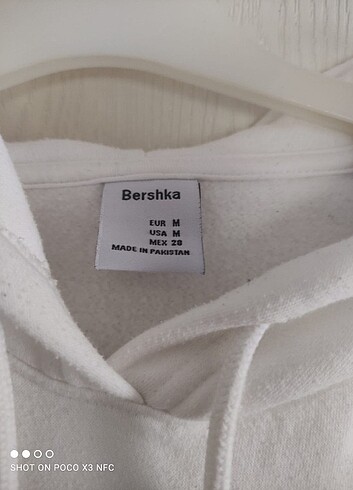 Bershka
EUR M
USA M
MEX 28
MADE IN PAKISTAN
SHOT ON POCO X3 NFC